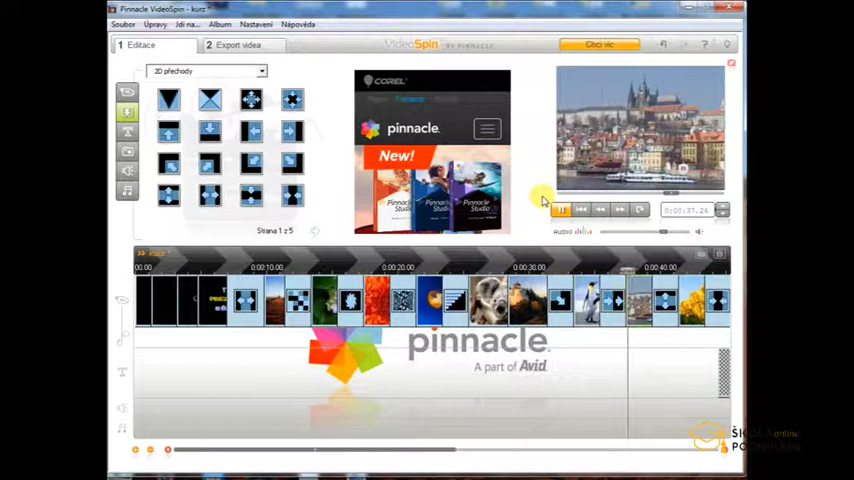 Pinnacle VideoSpin - kurz *
Soubor Úpravy Jdi na... Album Nastavení Nápověda
1 Editace
2 Export videa
VideoSpin BY PINNACLE
Chci víc
?
2D přechody
COREL
pinnacle.
New!
Strana 1 z 5
0:00:37.24
AUDIO
kurz *
00.00 0:00:10.00 0:00:20.00 0:00:30.00 0:00:40.00
pinnacle.
A part of Avid
ŠKOLA online